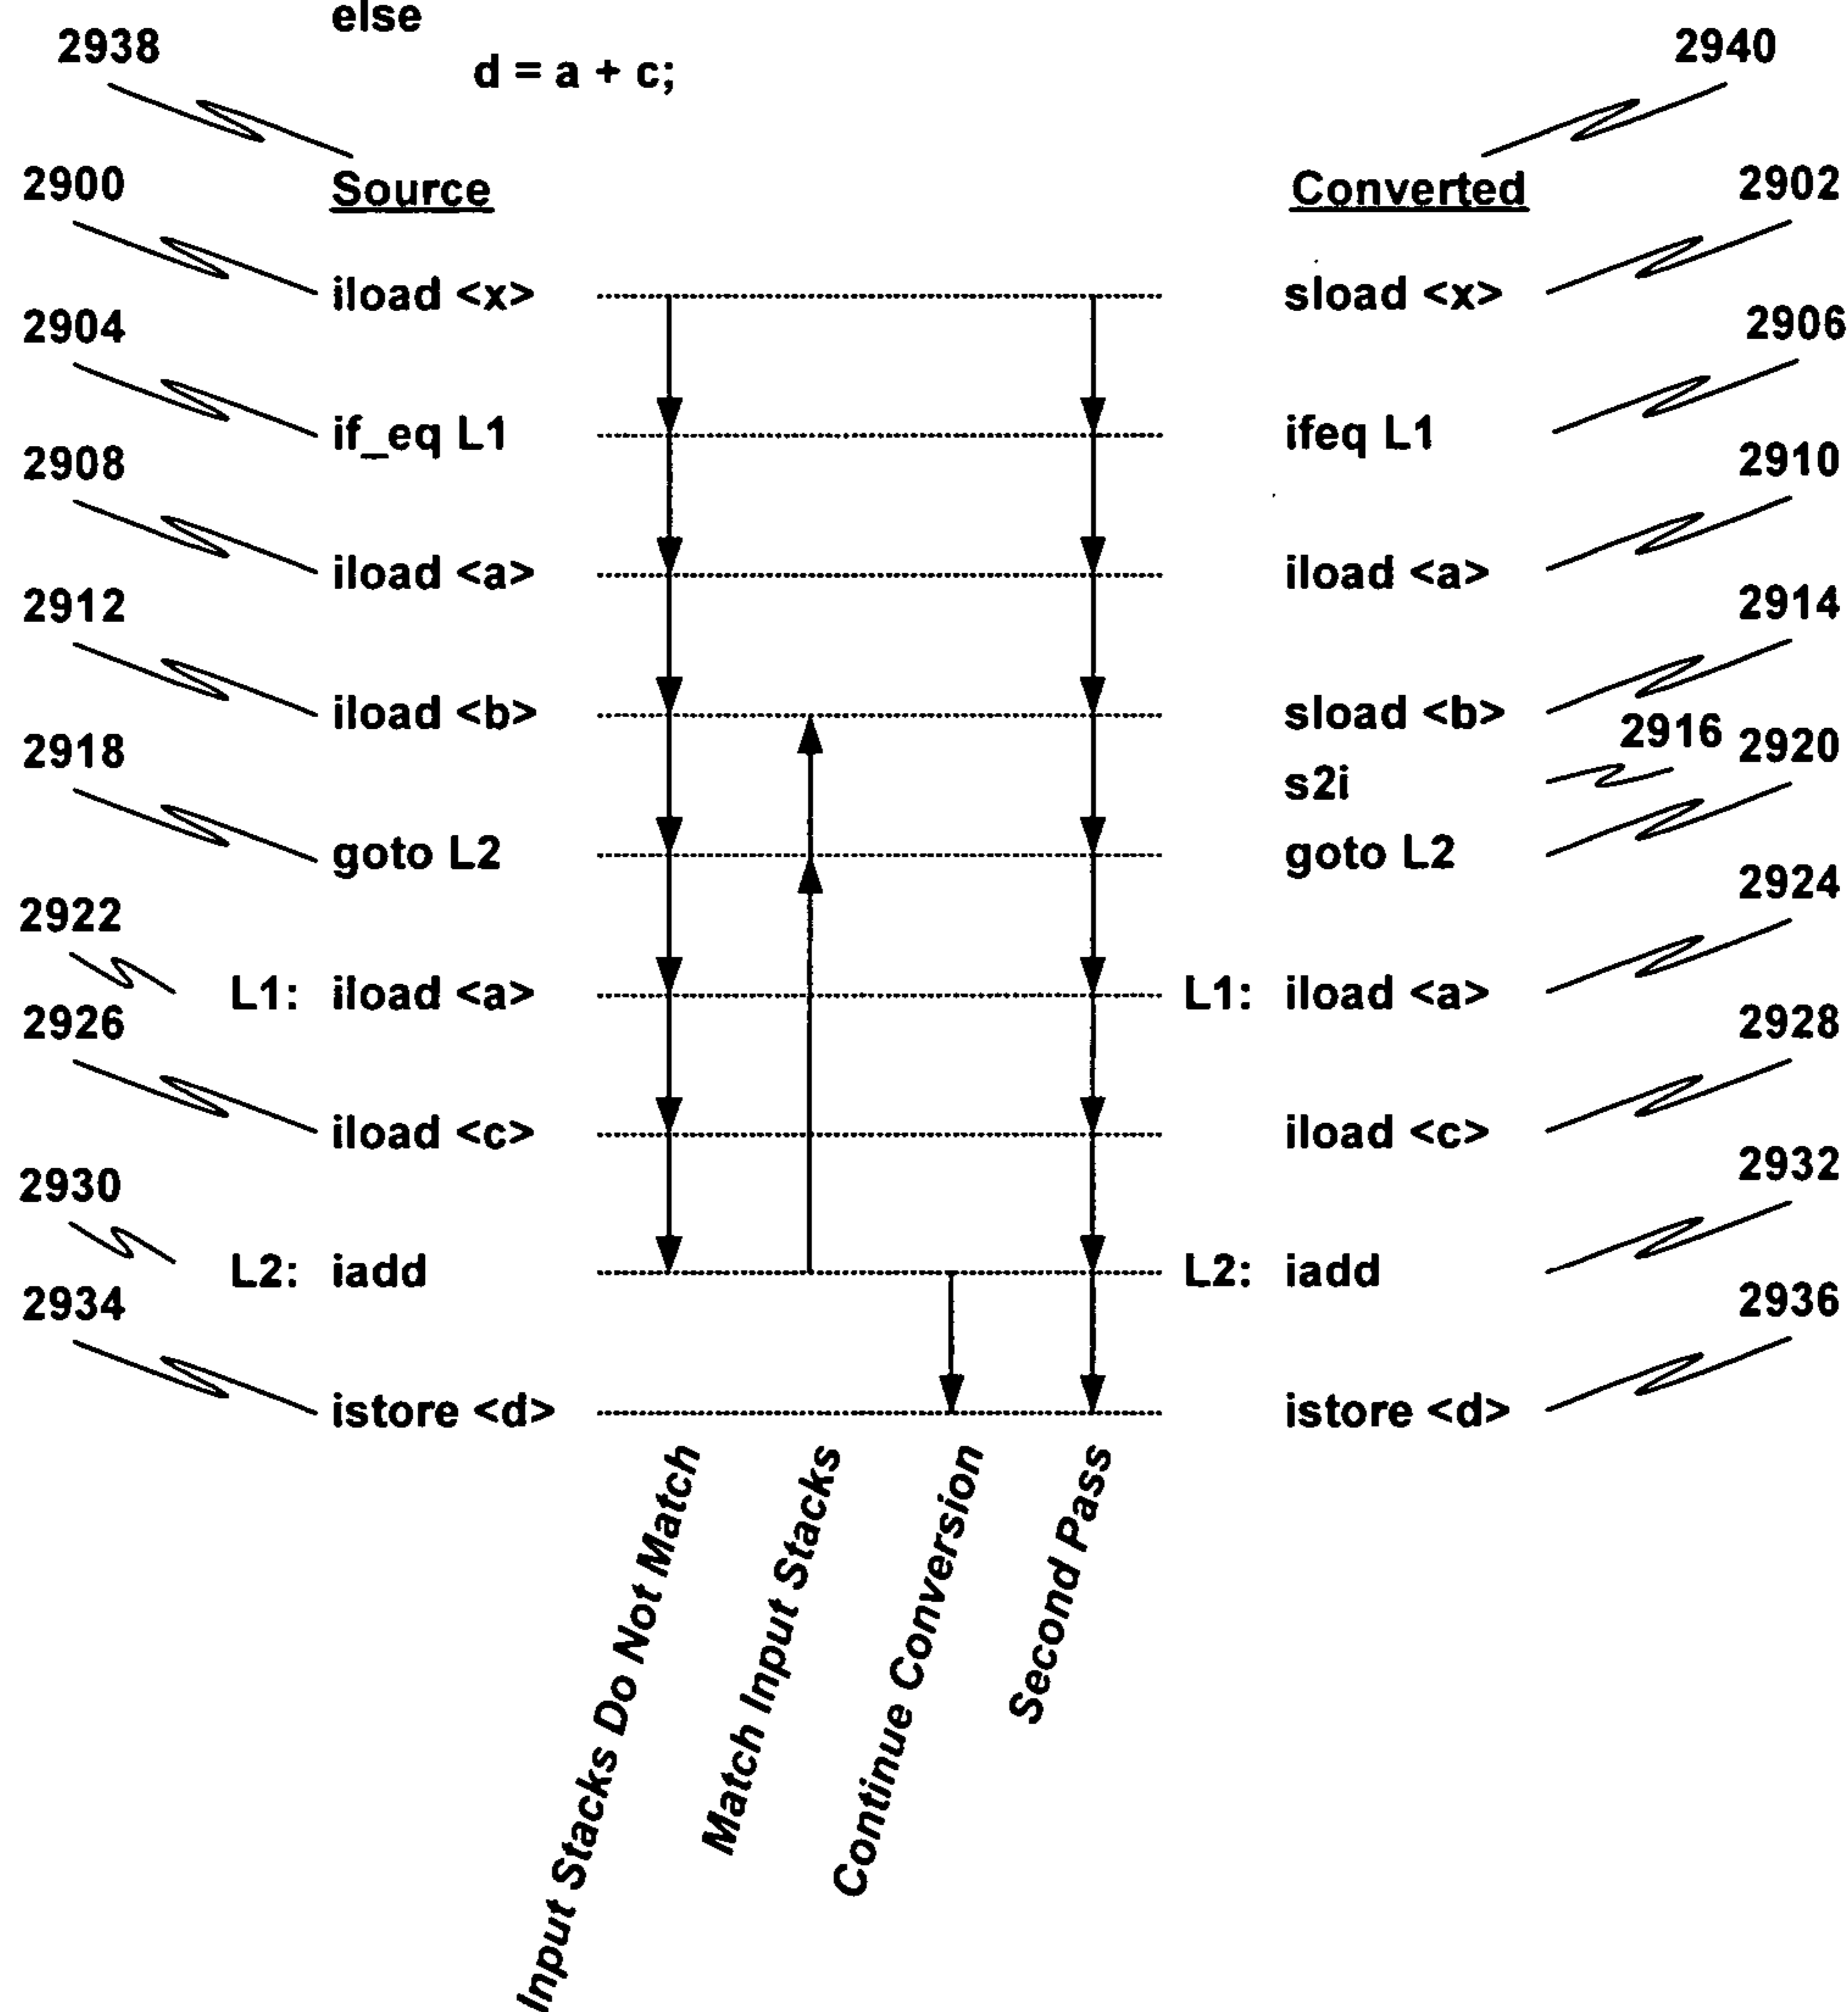 else
2938 2940
d = a + c;
2900 Source Converted 2902
iload <x> sload <x>
2904 2906
if_eq L1 ifeq L1
2908 2910
iload <a> iload <a>
2912 2914
iload <b> sload <b>
2916
2918 2920
s2i
goto L2 goto L2
2922 2924
L1: iload <a> L1: iload <a>
2926 2928
iload <c> iload <c>
2930 2932
L2: iadd L2: iadd
2934 2936
istore <d> istore <d>
Input Stacks Do Not Match
Match Input Stacks
Continue Conversion
Second Pass